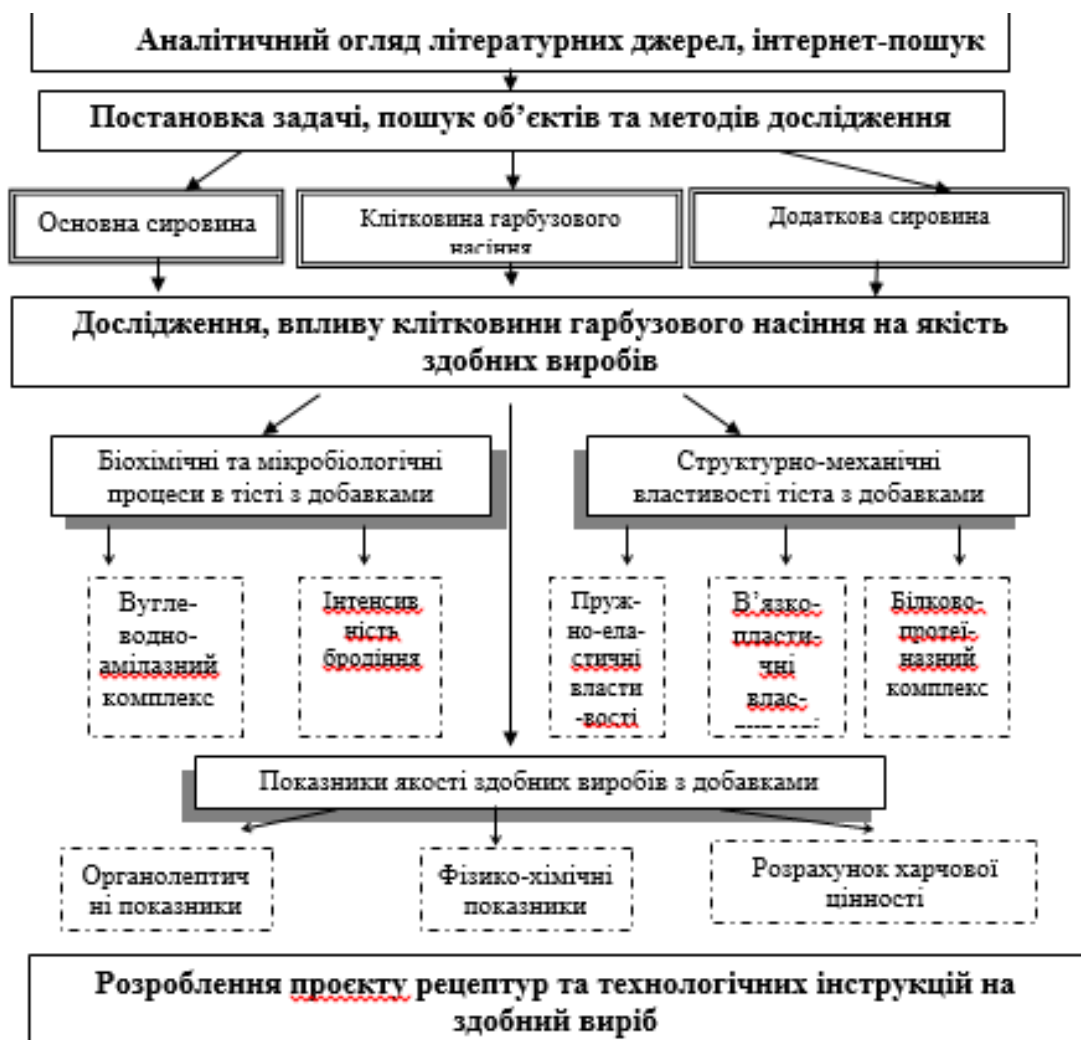 Аналітичний огляд літературних джерел, інтернет-пошук
Постановка задачі, пошук об’єктів та методів дослідження
Основна сировина
Клітковина гарбузового
насіння
Додаткова сировина
Дослідження, впливу клітковини гарбузового насіння на якість
здобних виробів
Біохімічні та мікробіологічні
процеси в тісті з добавками
Структурно-механічні
властивості тіста з добавками
Вугле-
водно-
амілазний
комплекс
Інтенсив
ність
бродіння
Пруж-
но-ела-
стичні
власти
-вості
В’язко-
пласти-
чні
влас-
Білково-
протеї-
назний
комплекс
Показники якості здобних виробів з добавками
Органолептич
ні показники
Фізико-хімічні
показники
Розрахунок харчової
цінності
Розроблення проєкту рецептур та технологічних інструкцій на
здобний виріб